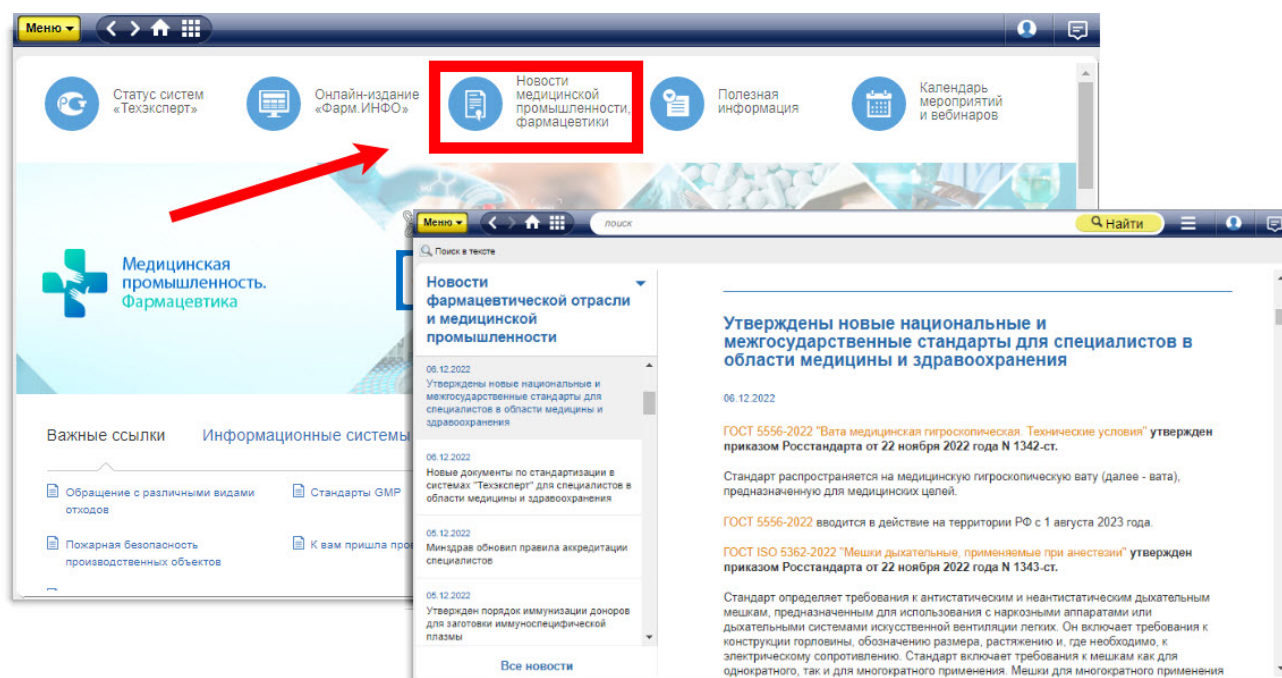 Меню
Статус систем
«Техэксперт»
Онлайн-издание
«Фарм.ИНФО»
Новости
медицинской
промышленности,
фармацевтики
Полезная
информация
Календарь
мероприятий
и вебинаров
Медицинская
промышленность.
Фармацевтика
Важные ссылки
Информационные системы
Обращение с различными видами
отходов
Стандарты GMP
Пожарная безопасность
производственных объектов
К вам пришла про
Меню
поиск
Найти
Поиск в тексте
Новости
фармацевтической отрасли
и медицинской
промышленности
06.12.2022
Утверждены новые национальные и
межгосударственные стандарты для
специалистов в области медицины и
здравоохранения
06.12.2022
Новые документы по стандартизации в
системах "Техэксперт" для специалистов в
области медицины и здравоохранения
05.12.2022
Минздрав обновил правила аккредитации
специалистов
05.12.2022
Утвержден порядок иммунизации доноров
для заготовки иммуноспецифической
плазмы
Все новости
Утверждены новые национальные и
межгосударственные стандарты для специалистов в
области медицины и здравоохранения
06.12.2022
ГОСТ 5556-2022 "Вата медицинская гигроскопическая. Технические условия" утвержден
приказом Росстандарта от 22 ноября 2022 года N 1342-ст.
Стандарт распространяется на медицинскую гигроскопическую вату (далее - вата),
предназначенную для медицинских целей.
ГОСТ 5556-2022 вводится в действие на территории РФ с 1 августа 2023 года.
ГОСТ ISO 5362-2022 "Мешки дыхательные, применяемые при анестезии" утвержден
приказом Росстандарта от 22 ноября 2022 года N 1343-ст.
Стандарт определяет требования к антистатическим и неантистатическим дыхательным
мешкам, предназначенным для использования с наркозными аппаратами или
дыхательными системами искусственной вентиляции легких. Он включает требования к
конструкции горловины, обозначению размера, растяжению и, где необходимо, к
электрическому сопротивлению. Стандарт включает требования к мешкам как для
однократного, так и для многократного применения. Мешки для многократного применения